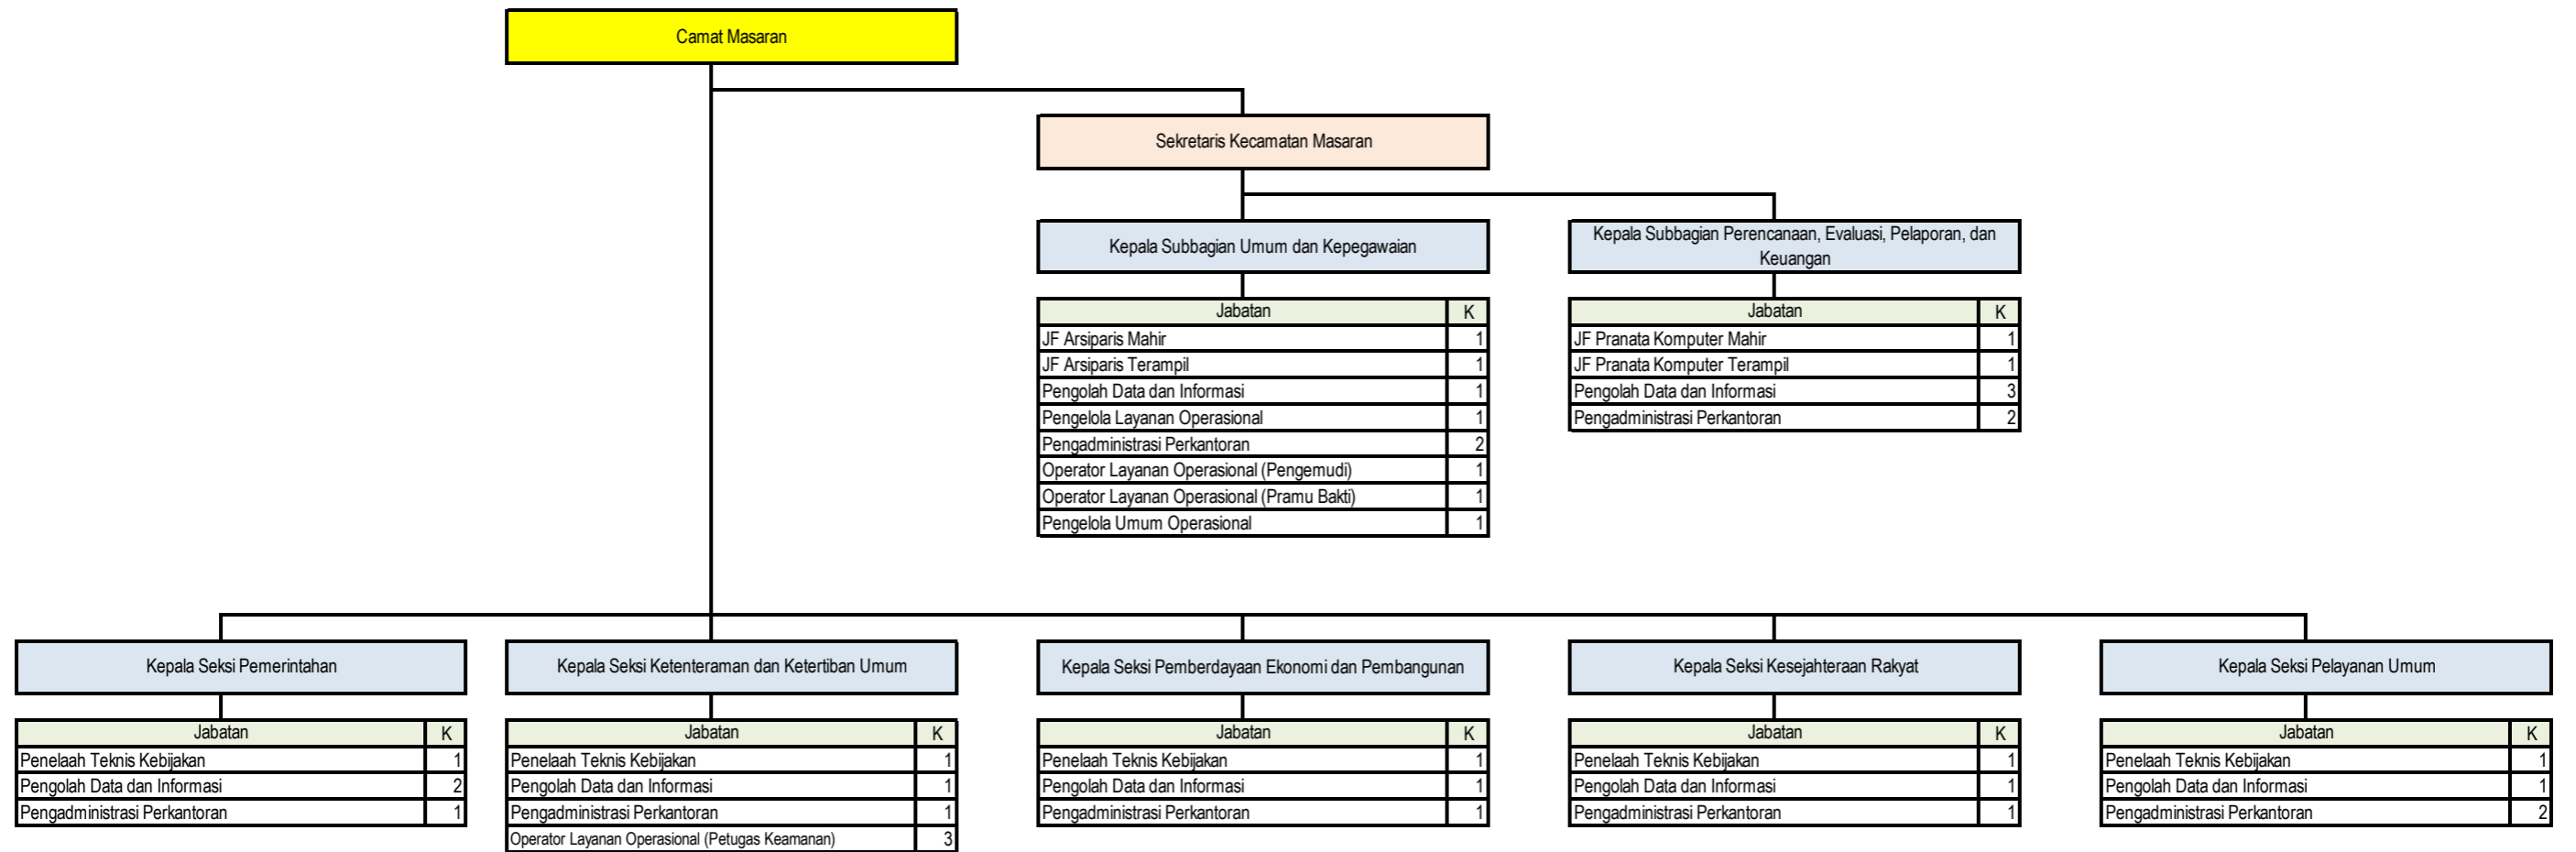 Camat Masaran
Sekretaris Kecamatan Masaran
Kepala Subbagian Umum dan Kepegawaian
Jabatan K
JF Arsiparis Mahir 1
JF Arsiparis Terampil 1
Pengolah Data dan Informasi 1
Pengelola Layanan Operasional 1
Pengadministrasi Perkantoran 2
Operator Layanan Operasional (Pengemudi) 1
Operator Layanan Operasional (Pramu Bakti) 1
Pengelola Umum Operasional 1
Kepala Subbagian Perencanaan, Evaluasi, Pelaporan, dan
Keuangan
Jabatan K
JF Pranata Komputer Mahir 1
JF Pranata Komputer Terampil 1
Pengolah Data dan Informasi 3
Pengadministrasi Perkantoran 2
Kepala Seksi Pemerintahan
Jabatan K
Penelaah Teknis Kebijakan 1
Pengolah Data dan Informasi 2
Pengadministrasi Perkantoran 1
Kepala Seksi Ketenteraman dan Ketertiban Umum
Jabatan K
Penelaah Teknis Kebijakan 1
Pengolah Data dan Informasi 1
Pengadministrasi Perkantoran 1
Operator Layanan Operasional (Petugas Keamanan) 3
Kepala Seksi Pemberdayaan Ekonomi dan Pembangunan
Jabatan K
Penelaah Teknis Kebijakan 1
Pengolah Data dan Informasi 1
Pengadministrasi Perkantoran 1
Kepala Seksi Kesejahteraan Rakyat
Jabatan K
Penelaah Teknis Kebijakan 1
Pengolah Data dan Informasi 1
Pengadministrasi Perkantoran 1
Kepala Seksi Pelayanan Umum
Jabatan K
Penelaah Teknis Kebijakan 1
Pengolah Data dan Informasi 1
Pengadministrasi Perkantoran 2